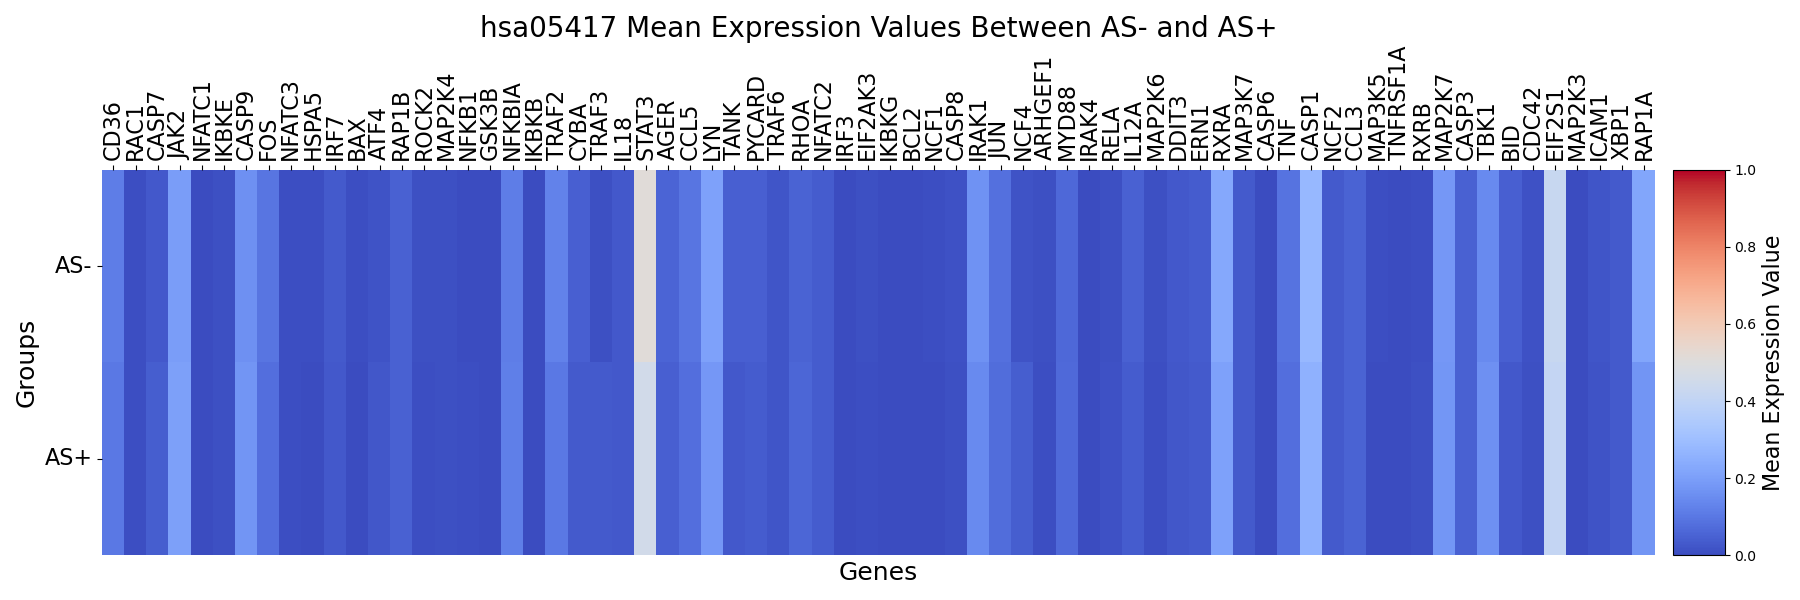 hsa05417 Mean Expression Values Between AS- and AS+
CD36
RAC1
CASP7
JAK2
NFATC1
IKBKE
CASP9
FOS
NFATC3
HSPA5
IRF7
BAX
ATF4
RAP1B
ROCK2
MAP2K4
NFKB1
GSK3B
NFKBIA
IKBKB
TRAF2
CYBA
TRAF3
IL18
STAT3
AGER
CCL5
LYN
TANK
PYCARD
TRAF6
RHOA
NFATC2
IRF3
EIF2AK3
IKBKG
BCL2
NCF1
CASP8
IRAK1
JUN
NCF4
ARHGEF1
MYD88
IRAK4
RELA
IL12A
MAP2K6
DDIT3
ERN1
RXRA
MAP3K7
CASP6
TNF
CASP1
NCF2
CCL3
MAP3K5
TNFRSF1A
RXRB
MAP2K7
CASP3
TBK1
BID
CDC42
EIF2S1
MAP2K3
ICAM1
XBP1
RAP1A
Groups
AS-
AS+
Genes
1.0
0.8
0.6
0.4
0.2
0.0
Mean Expression Value